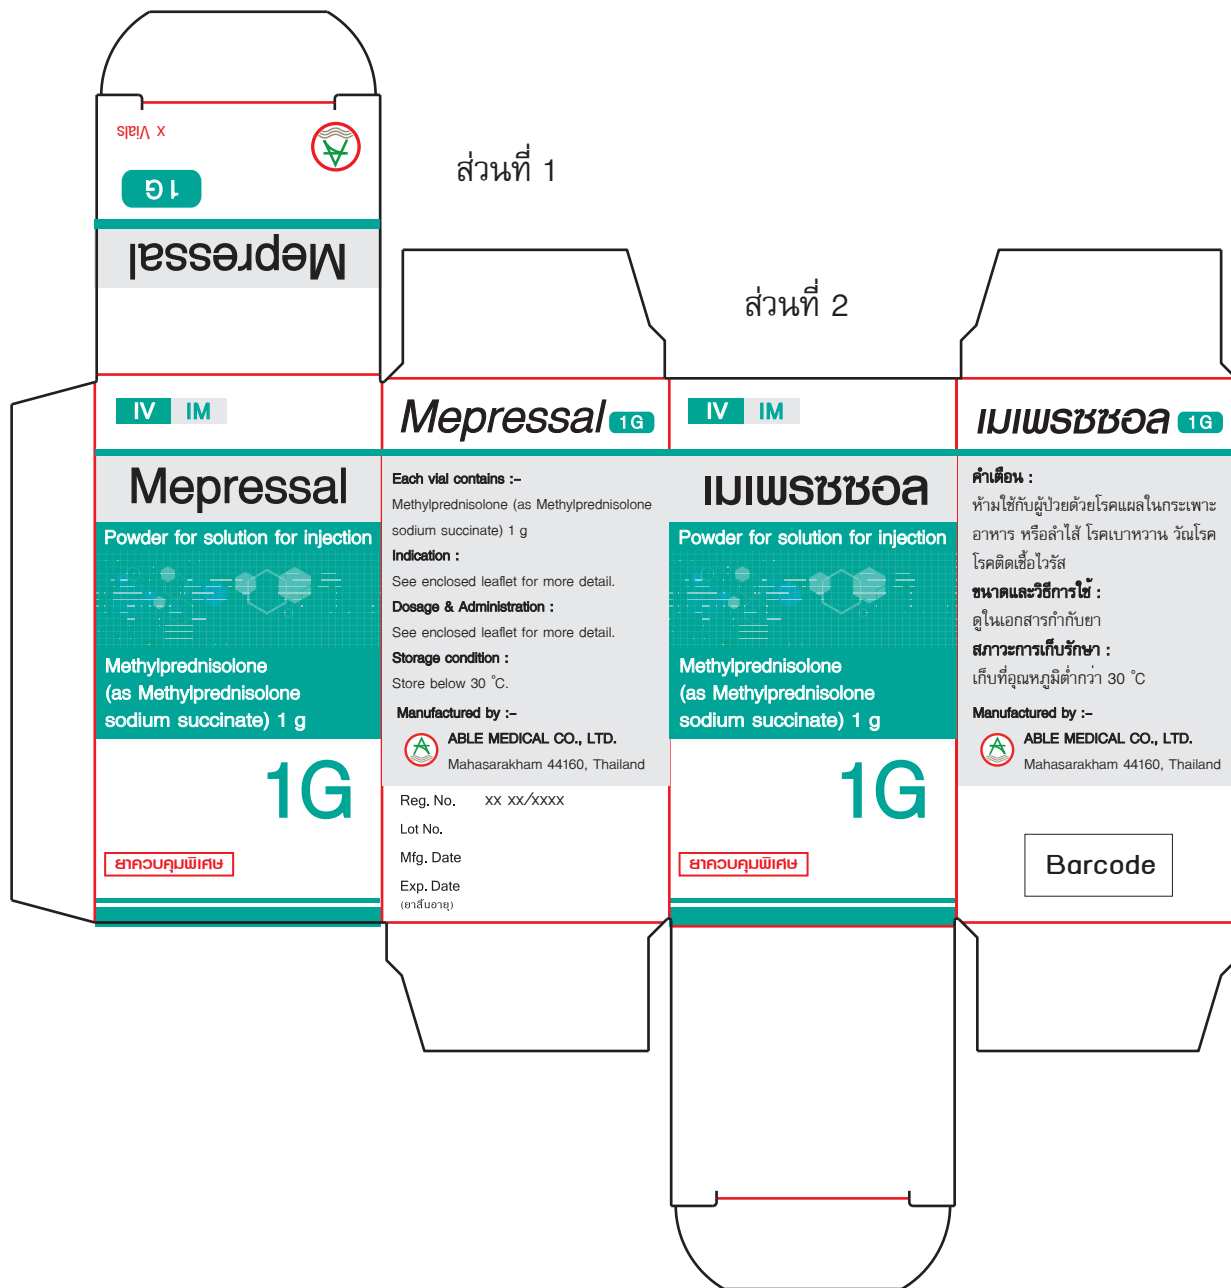 x Vials
1G
Mepressal
ส่วนที่ 1
ส่วนที่ 2
IV IM
Mepressal
Powder for solution for injection
Methylprednisolone
(as Methylprednisolone
sodium succinate) 1 g
1G
ยาควบคุมพิเศษ
Mepressal 1G
Each vial contains :-
Methylprednisolone (as Methylprednisolone
sodium succinate) 1 g
Indication :
See enclosed leaflet for more detail.
Dosage & Administration :
See enclosed leaflet for more detail.
Storage condition :
Store below 30 °C.
Manufactured by :-
ABLE MEDICAL CO., LTD.
Mahasarakham 44160, Thailand
Reg. No. xx xx/xxxx
Lot No.
Mfg. Date
Exp. Date
(ยาสิ้นอายุ)
IV IM
เมเพรซซอล
Powder for solution for injection
Methylprednisolone
(as Methylprednisolone
sodium succinate) 1 g
1G
ยาควบคุมพิเศษ
เมเพรซซอล 1G
คำเตือน :
ห้ามใช้กับผู้ป่วยด้วยโรคแผลในกระเพาะ
อาหาร หรือลำไส้ โรคเบาหวาน วัณโรค
โรคติดเชื้อไวรัส
ขนาดและวิธีการใช้ :
ดูในเอกสารกำกับยา
สภาวะการเก็บรักษา :
เก็บที่อุณหภูมิต่ำกว่า 30 °C
Manufactured by :-
ABLE MEDICAL CO., LTD.
Mahasarakham 44160, Thailand
Barcode